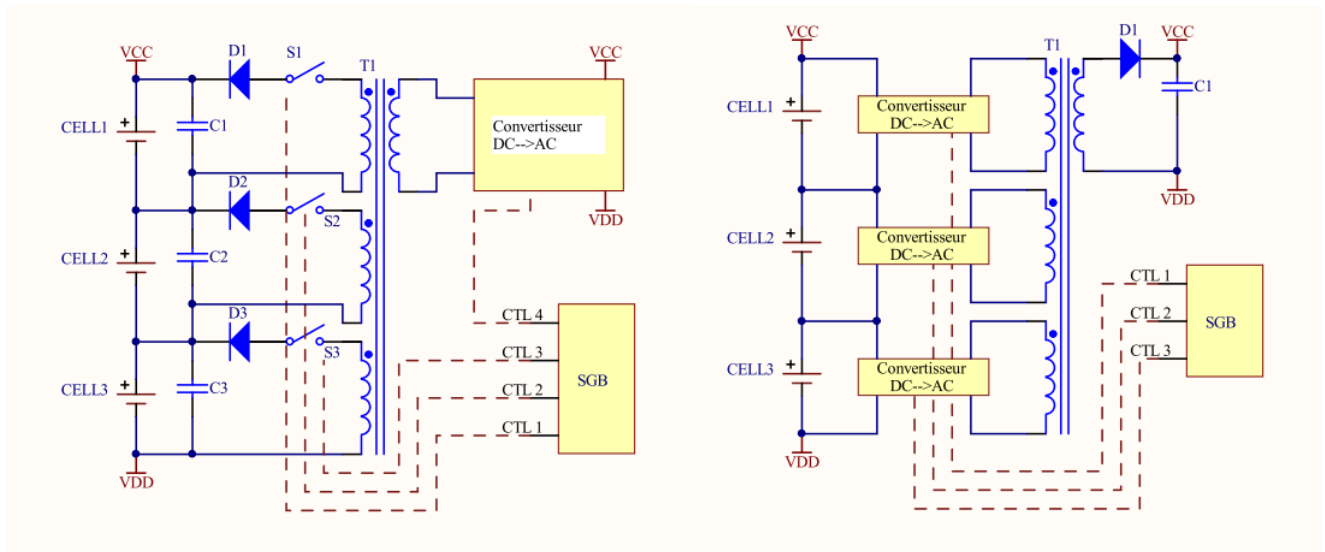 VCC
D1
S1
T1
VCC
CELL1
+
C1
Convertisseur
DC-->AC
D2
S2
VDD
CELL2
+
C2
D3
S3
CELL3
+
C3
CTL 4
CTL 3
CTL 2
CTL 1
SGB
VDD
VCC
T1
D1
VCC
CELL1
+
Convertisseur
DC-->AC
C1
VDD
CELL2
+
Convertisseur
DC-->AC
CELL3
+
Convertisseur
DC-->AC
CTL 1
CTL 2
CTL 3
SGB
VDD